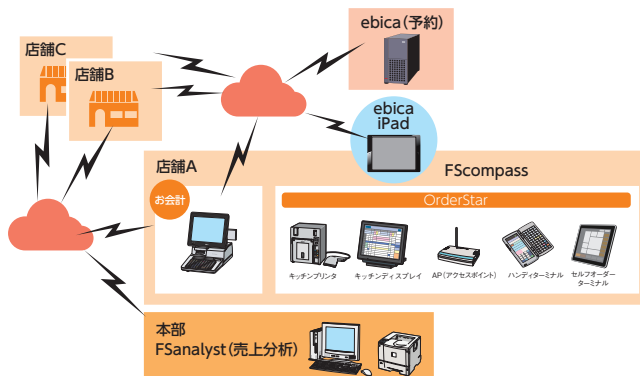 ebica(予約)
店舗C
店舗B
ebica
iPad
店舗A
FScompass
お会計
OrderStar
キッチンプリンタ
キッチンディスプレイ
AP(アクセスポイント)
ハンディターミナル
セルフオーダー
ターミナル
本部
FSanalyst(売上分析)